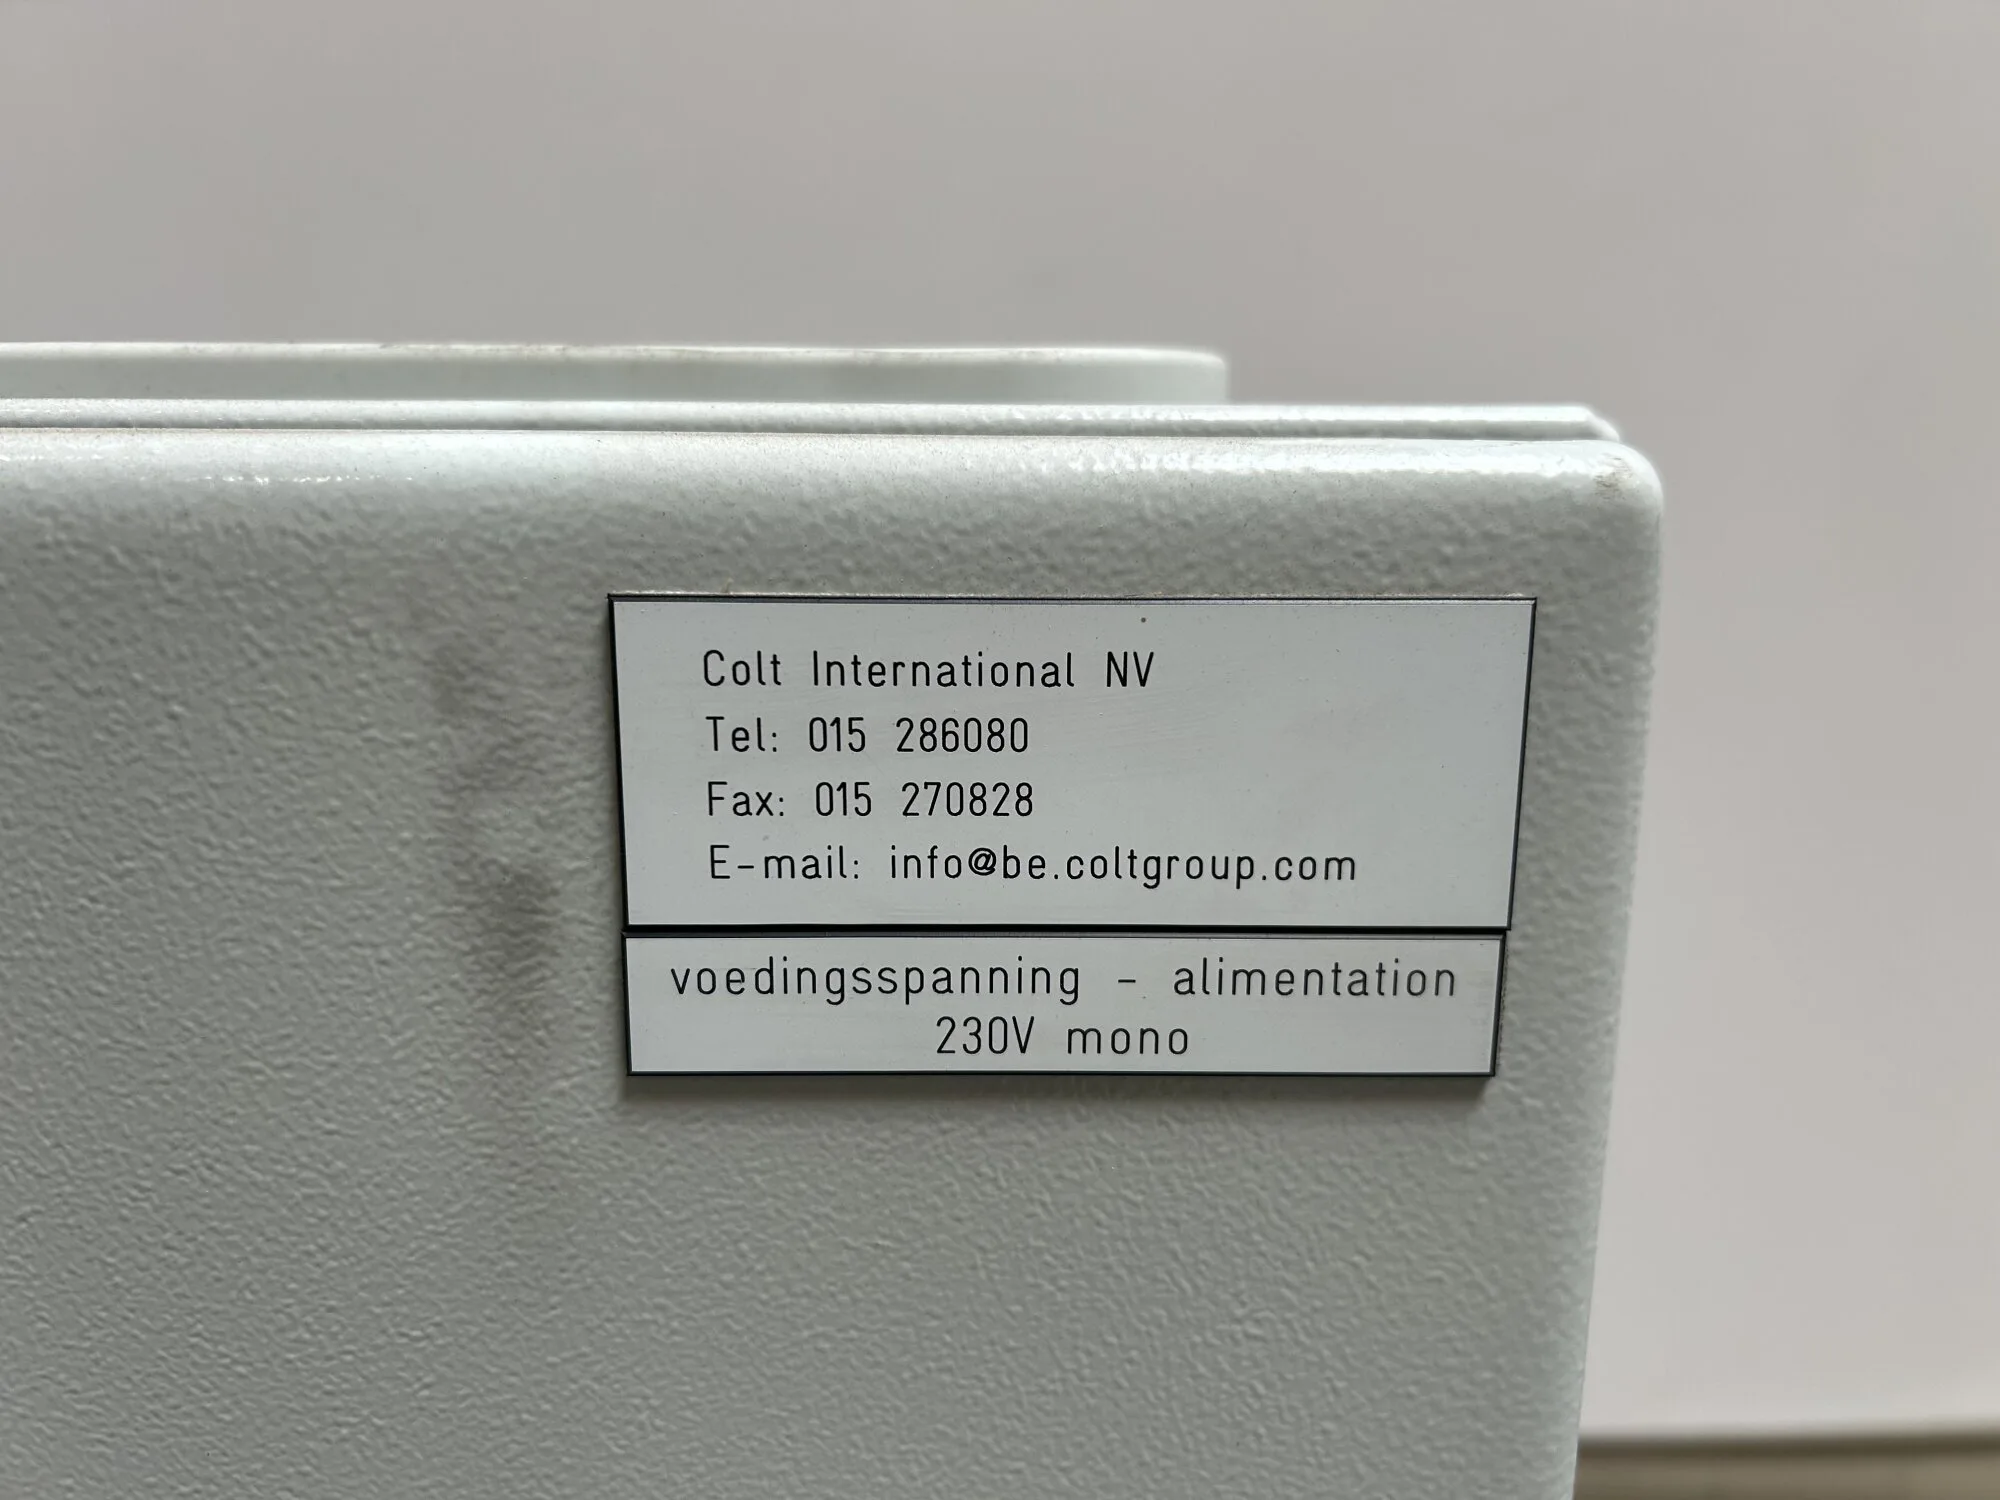 Colt International NV
Tel: 015 286080
Fax: 015 270828
E-mail: info@be.coltgroup.com
voedingsspanning - alimentation
230V mono